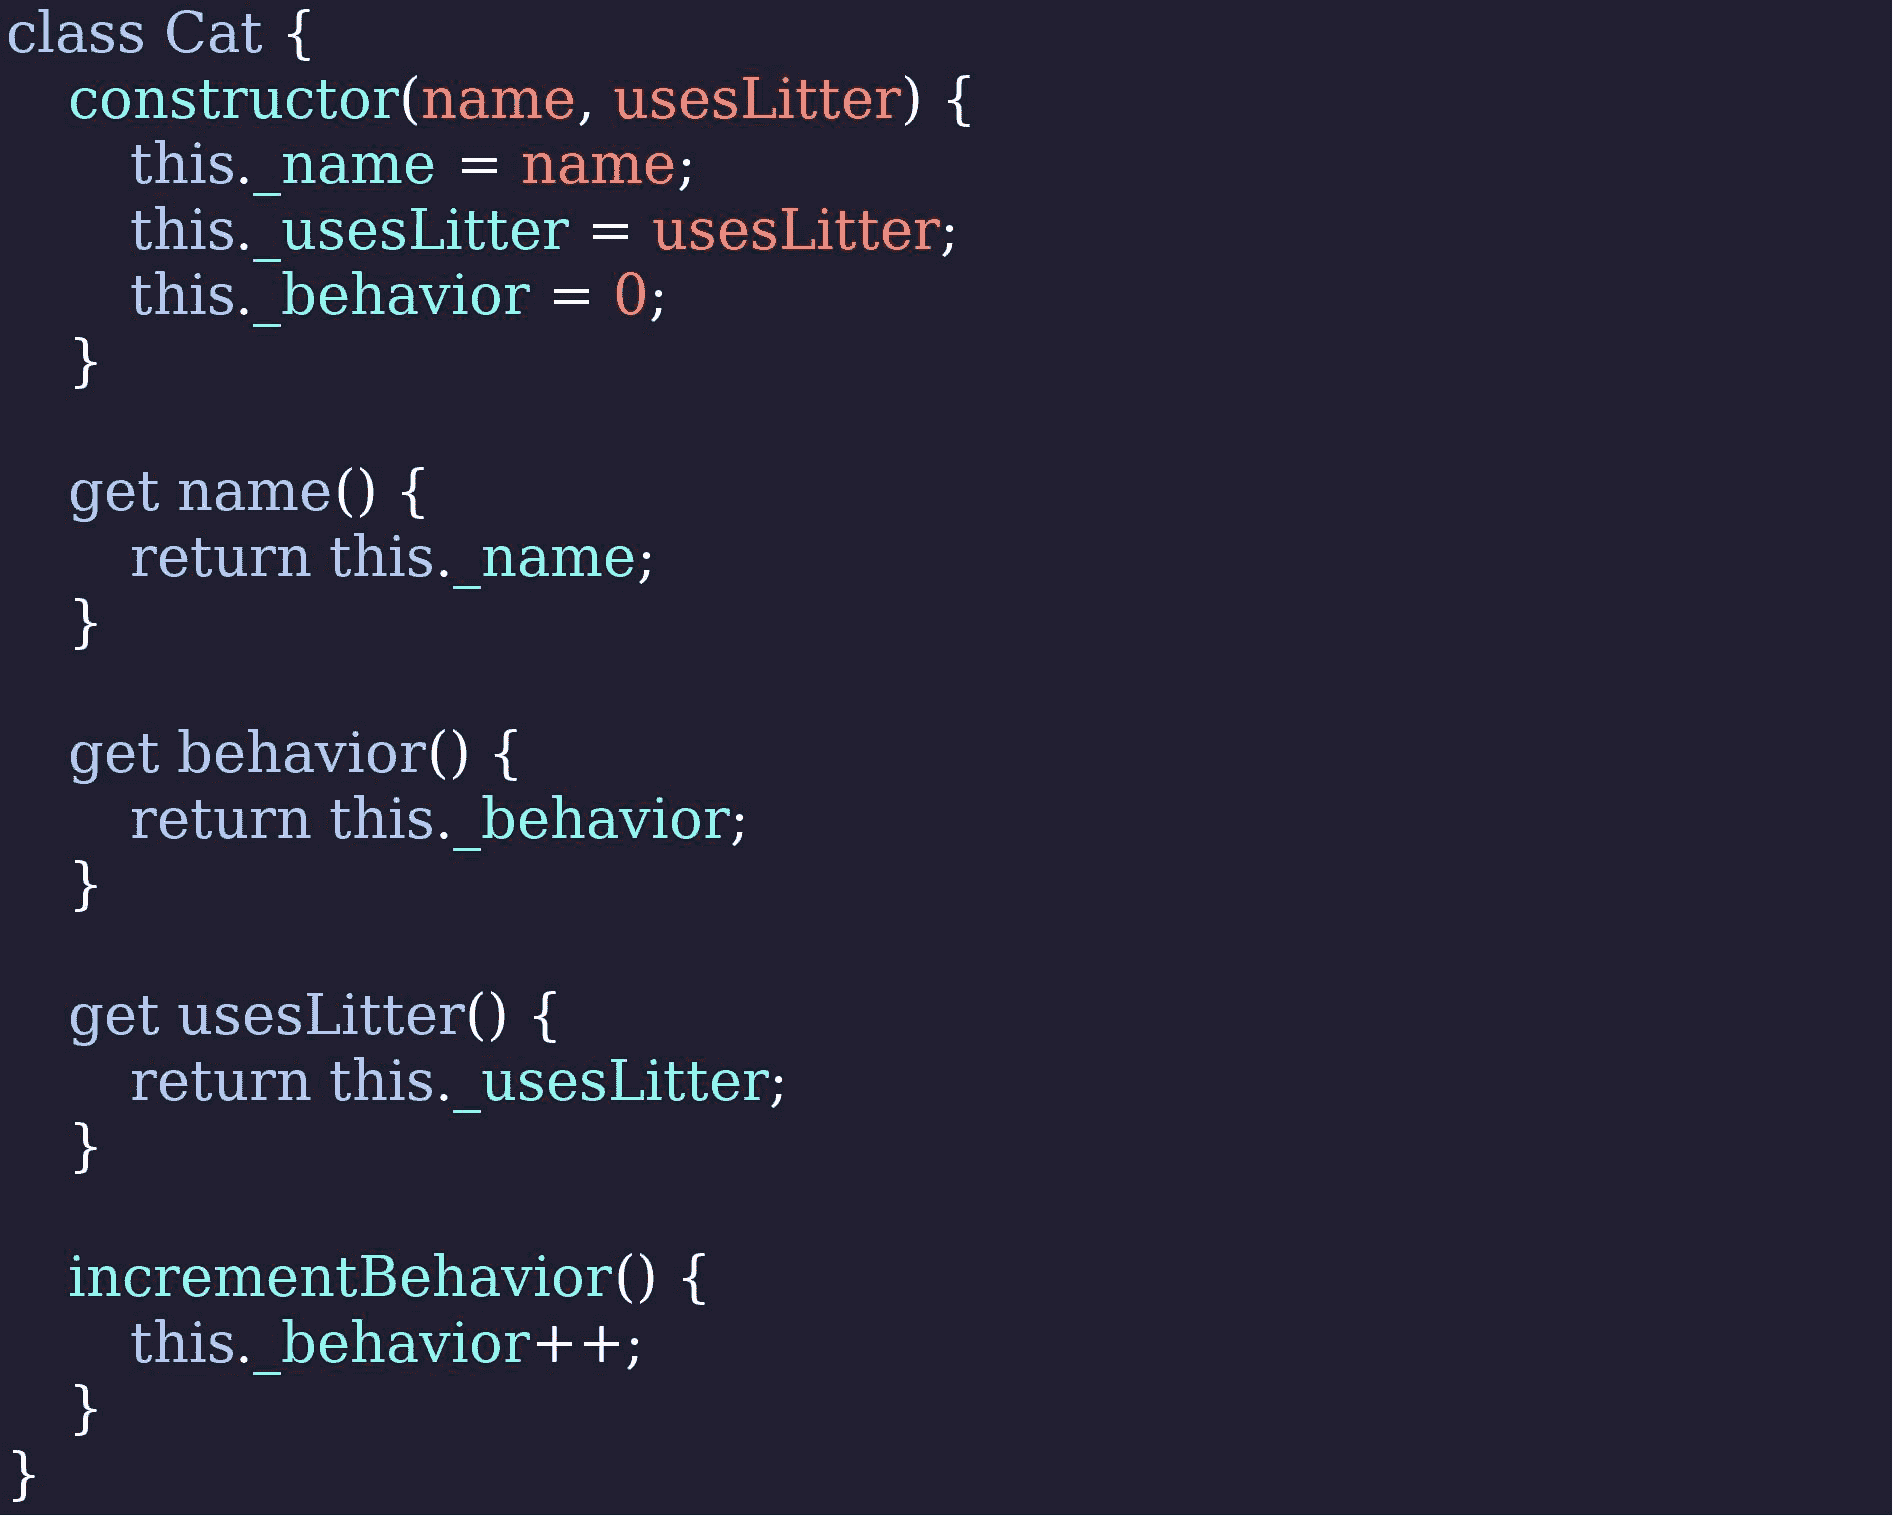 class Cat {
constructor(name, usesLitter) {
this._name = name;
this._usesLitter = usesLitter;
this._behavior = 0;
}
get name() {
return this._name;
}
get behavior() {
return this._behavior;
}
get usesLitter() {
return this._usesLitter;
}
incrementBehavior() {
this._behavior++;
}
}